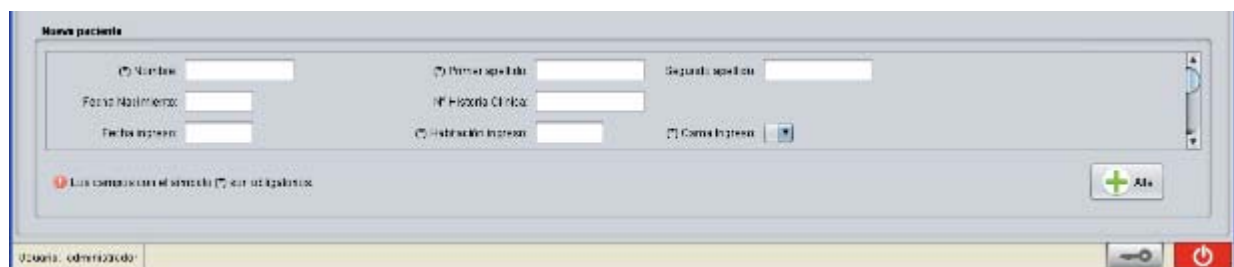 Nuevo paciente
(*) Nombre: (*) Primer apellido: Segundo apellido:
Fecha Nacimiento: Nº Historia Clínica:
Fecha ingreso: (*) Habitación ingreso: (*) Cama ingreso:
Los campos con el símbolo (*) son obligatorios. Alta
Usuario: administrador